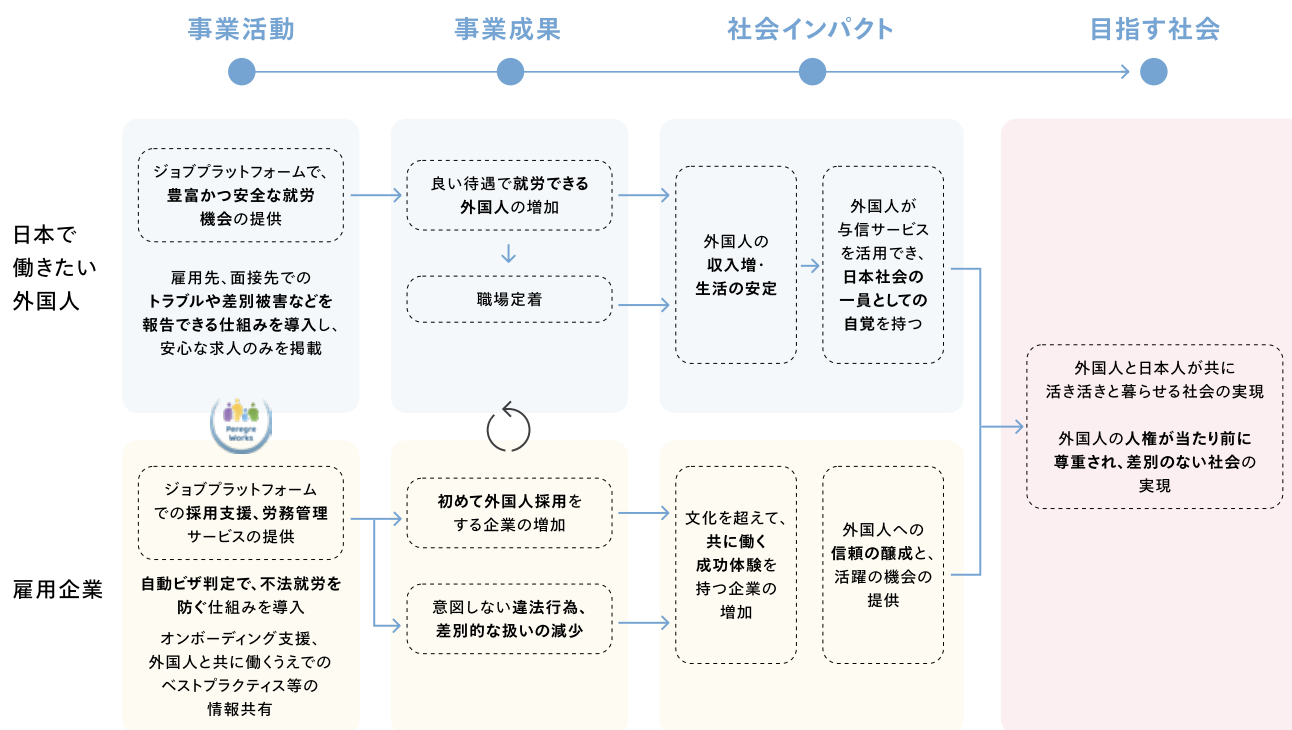 事業活動
事業成果
社会インパクト
目指す社会
日本で
働きたい
外国人
ジョブプラットフォームで、
豊富かつ安全な就労
機会の提供
雇用先、面接先での
トラブルや差別被害などを
報告できる仕組みを導入し、
安心な求人のみを掲載
良い待遇で就労できる
外国人の増加
職場定着
外国人の
収入増・
生活の安定
外国人が
与信サービス
を活用でき、
日本社会の
一員としての
自覚を持つ
Peregre
Works
雇用企業
ジョブプラットフォーム
での採用支援、労務管理
サービスの提供
自動ビザ判定で、不法就労を
防ぐ仕組みを導入
オンボーディング支援、
外国人と共に働くうえでの
ベストプラクティス等の
情報共有
初めて外国人採用を
する企業の増加
意図しない違法行為、
差別的な扱いの減少
文化を超えて、
共に働く
成功体験を
持つ企業の
増加
外国人への
信頼の醸成と、
活躍の機会の
提供
外国人と日本人が共に
活き活きと暮らせる社会の実現
外国人の人権が当たり前に
尊重され、差別のない社会の
実現